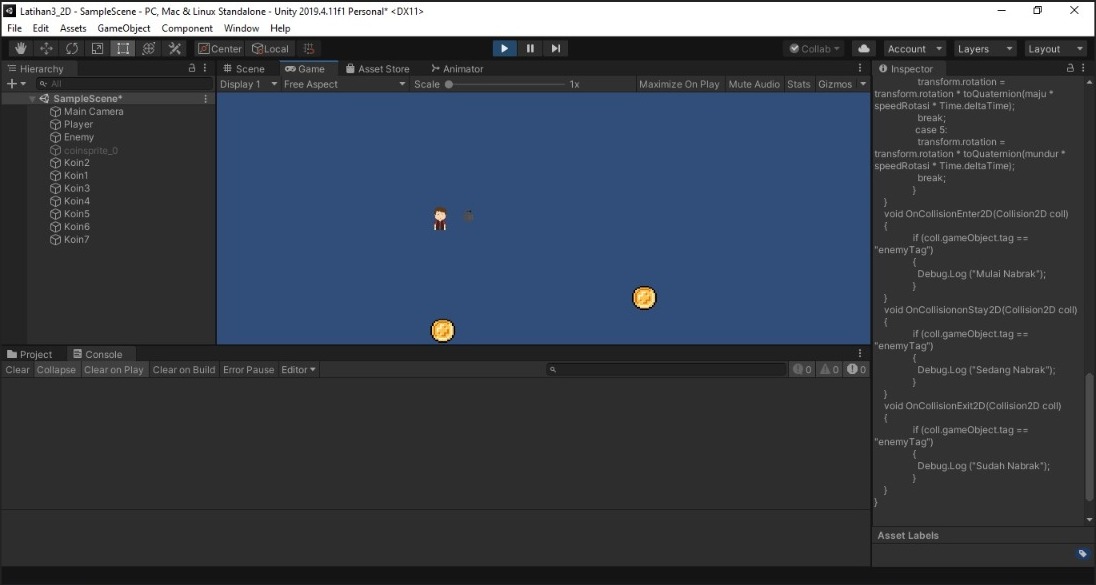 Latihan3_2D - SampleScene - PC, Mac & Linux Standalone - Unity 2019.4.11f1 Personal* <DX11>
File Edit Assets GameObject Component Window Help
Center Local Collab Account Layers Layout
Hierarchy
All
SampleScene*
Main Camera
Player
Enemy
coinsprite_0
Koin2
Koin1
Koin3
Koin4
Koin5
Koin6
Koin7
Scene Game Asset Store Animator
Display 1 Free Aspect Scale 1x Maximize On Play Mute Audio Stats Gizmos
Project Console
Clear Collapse Clear on Play Clear on Build Error Pause Editor 0 0 0
Inspector
transform.rotation =
transform.rotation * toQuaternion(maju *
speedRotasi * Time.deltaTime);
break;
case 5:
transform.rotation =
transform.rotation * toQuaternion(mundur *
speedRotasi * Time.deltaTime);
break;
}
}
void OnCollisionEnter2D(Collision2D coll)
{
if (coll.gameObject.tag ==
"enemyTag")
{
Debug.Log ("Mulai Nabrak");
}
}
void OnCollisiononStay2D(Collision2D coll)
{
if (coll.gameObject.tag ==
"enemyTag")
{
Debug.Log ("Sedang Nabrak");
}
}
void OnCollisionExit2D(Collision2D coll)
{
if (coll.gameObject.tag ==
"enemyTag")
{
Debug.Log ("Sudah Nabrak");
}
}
}
Asset Labels